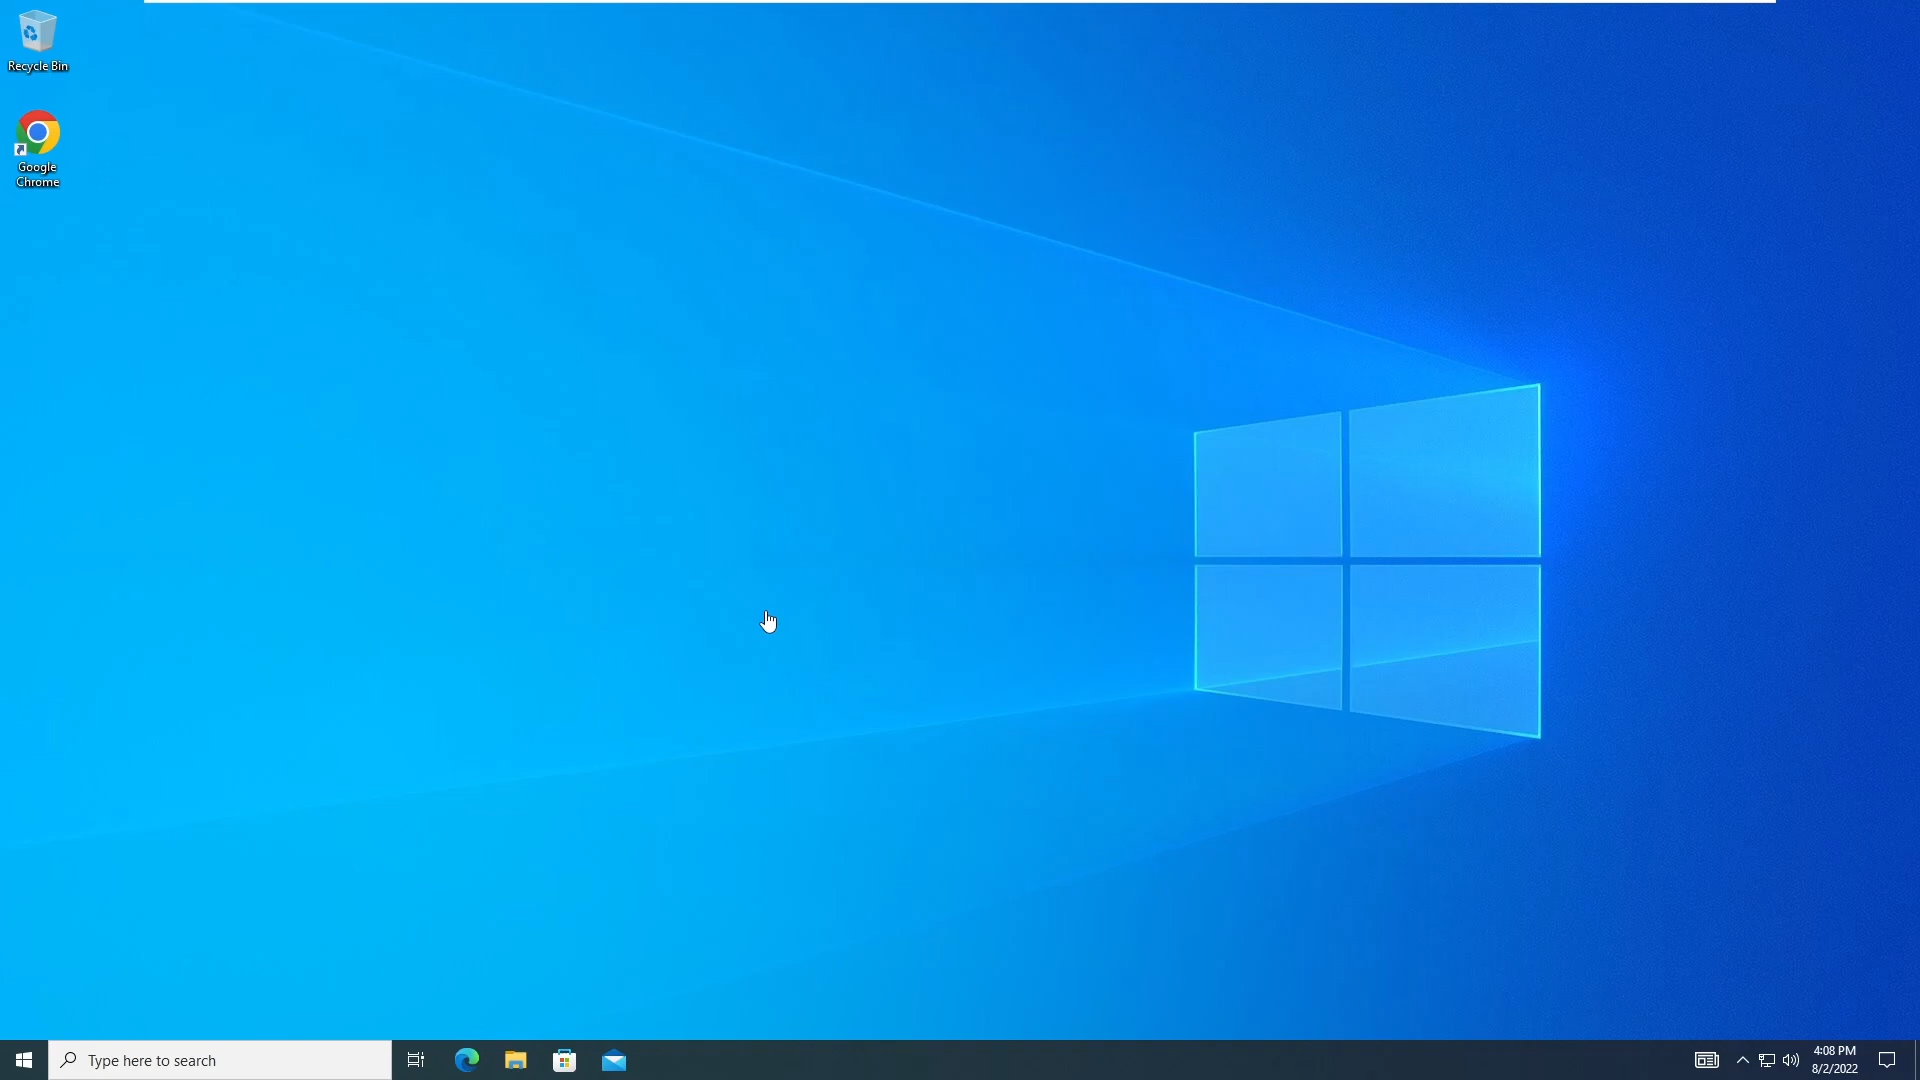 Recycle Bin
Google
Chrome
Type here to search
4:08 PM
8/2/2022